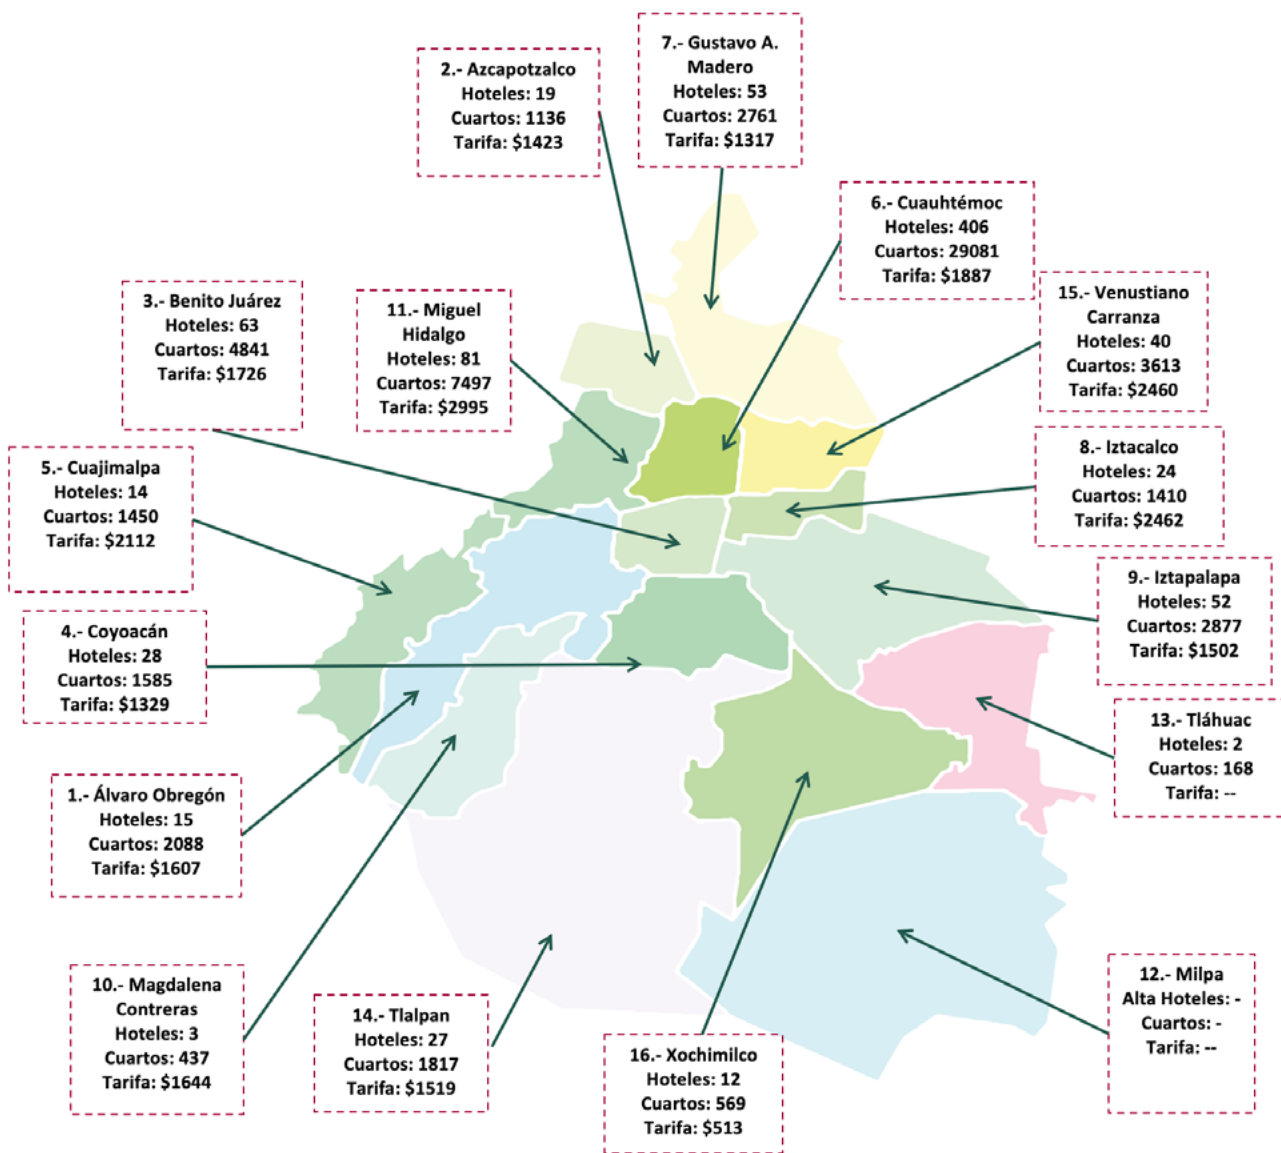 7.- Gustavo A.
Madero
Hoteles: 53
Cuartos: 2761
Tarifa: $1317
2.- Azcapotzalco
Hoteles: 19
Cuartos: 1136
Tarifa: $1423
6.- Cuauhtémoc
Hoteles: 406
Cuartos: 29081
Tarifa: $1887
3.- Benito Juárez
Hoteles: 63
Cuartos: 4841
Tarifa: $1726
11.- Miguel
Hidalgo
Hoteles: 81
Cuartos: 7497
Tarifa: $2995
15.- Venustiano
Carranza
Hoteles: 40
Cuartos: 3613
Tarifa: $2460
5.- Cuajimalpa
Hoteles: 14
Cuartos: 1450
Tarifa: $2112
8.- Iztacalco
Hoteles: 24
Cuartos: 1410
Tarifa: $2462
9.- Iztapalapa
Hoteles: 52
Cuartos: 2877
Tarifa: $1502
4.- Coyoacán
Hoteles: 28
Cuartos: 1585
Tarifa: $1329
13.- Tláhuac
Hoteles: 2
Cuartos: 168
Tarifa: --
1.- Álvaro Obregón
Hoteles: 15
Cuartos: 2088
Tarifa: $1607
10.- Magdalena
Contreras
Hoteles: 3
Cuartos: 437
Tarifa: $1644
14.- Tlalpan
Hoteles: 27
Cuartos: 1817
Tarifa: $1519
16.- Xochimilco
Hoteles: 12
Cuartos: 569
Tarifa: $513
12.- Milpa
Alta Hoteles: -
Cuartos: -
Tarifa: --